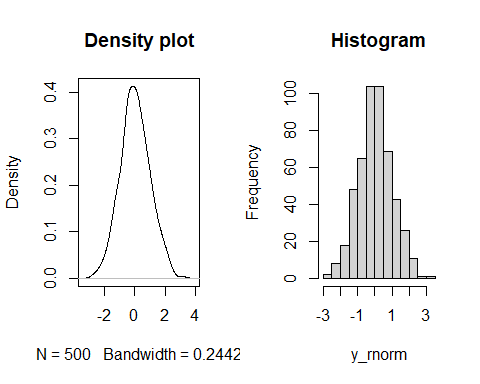 Density plot
Density
0.0 0.1 0.2 0.3 0.4
-2 0 2 4
N = 500 Bandwidth = 0.2442
Histogram
Frequency
0 20 40 60 80 100
-3 -1 1 3
y_rnorm